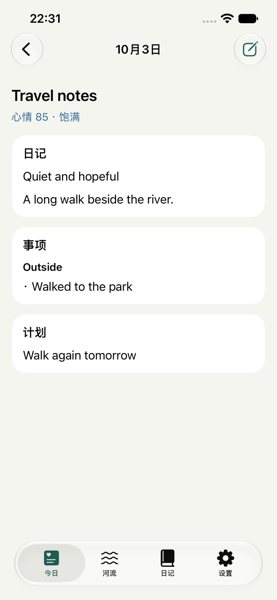 22:31
10月3日
Travel notes
心情 85 · 饱满
日记
Quiet and hopeful
A long walk beside the river.
事项
Outside
· Walked to the park
计划
Walk again tomorrow
今日
河流
日记
设置